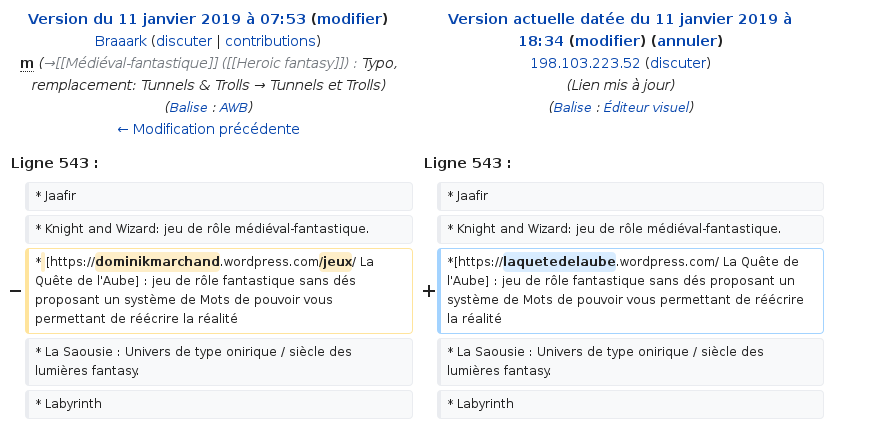 Version du 11 janvier 2019 à 07:53 (modifier)
Braaark (discuter | contributions)
m (→[[Médiéval-fantastique]] ([[Heroic fantasy]]) : Typo,
remplacement: Tunnels & Trolls → Tunnels et Trolls)
(Balise : AWB)
← Modification précédente
Version actuelle datée du 11 janvier 2019 à
18:34 (modifier) (annuler)
198.103.223.52 (discuter)
(Lien mis à jour)
(Balise : Éditeur visuel)
Ligne 543 :
* Jaafir
* Knight and Wizard: jeu de rôle médiéval-fantastique.
− * [https://dominikmarchand.wordpress.com/jeux/ La
Quête de l'Aube] : jeu de rôle fantastique sans dés
proposant un système de Mots de pouvoir vous
permettant de réécrire la réalité
* La Saousie : Univers de type onirique / siècle des
lumières fantasy.
* Labyrinth
Ligne 543 :
* Jaafir
* Knight and Wizard: jeu de rôle médiéval-fantastique.
+ *[https://laquetedelaube.wordpress.com/ La Quête de
l'Aube] : jeu de rôle fantastique sans dés proposant un
système de Mots de pouvoir vous permettant de réécrire
la réalité
* La Saousie : Univers de type onirique / siècle des
lumières fantasy.
* Labyrinth